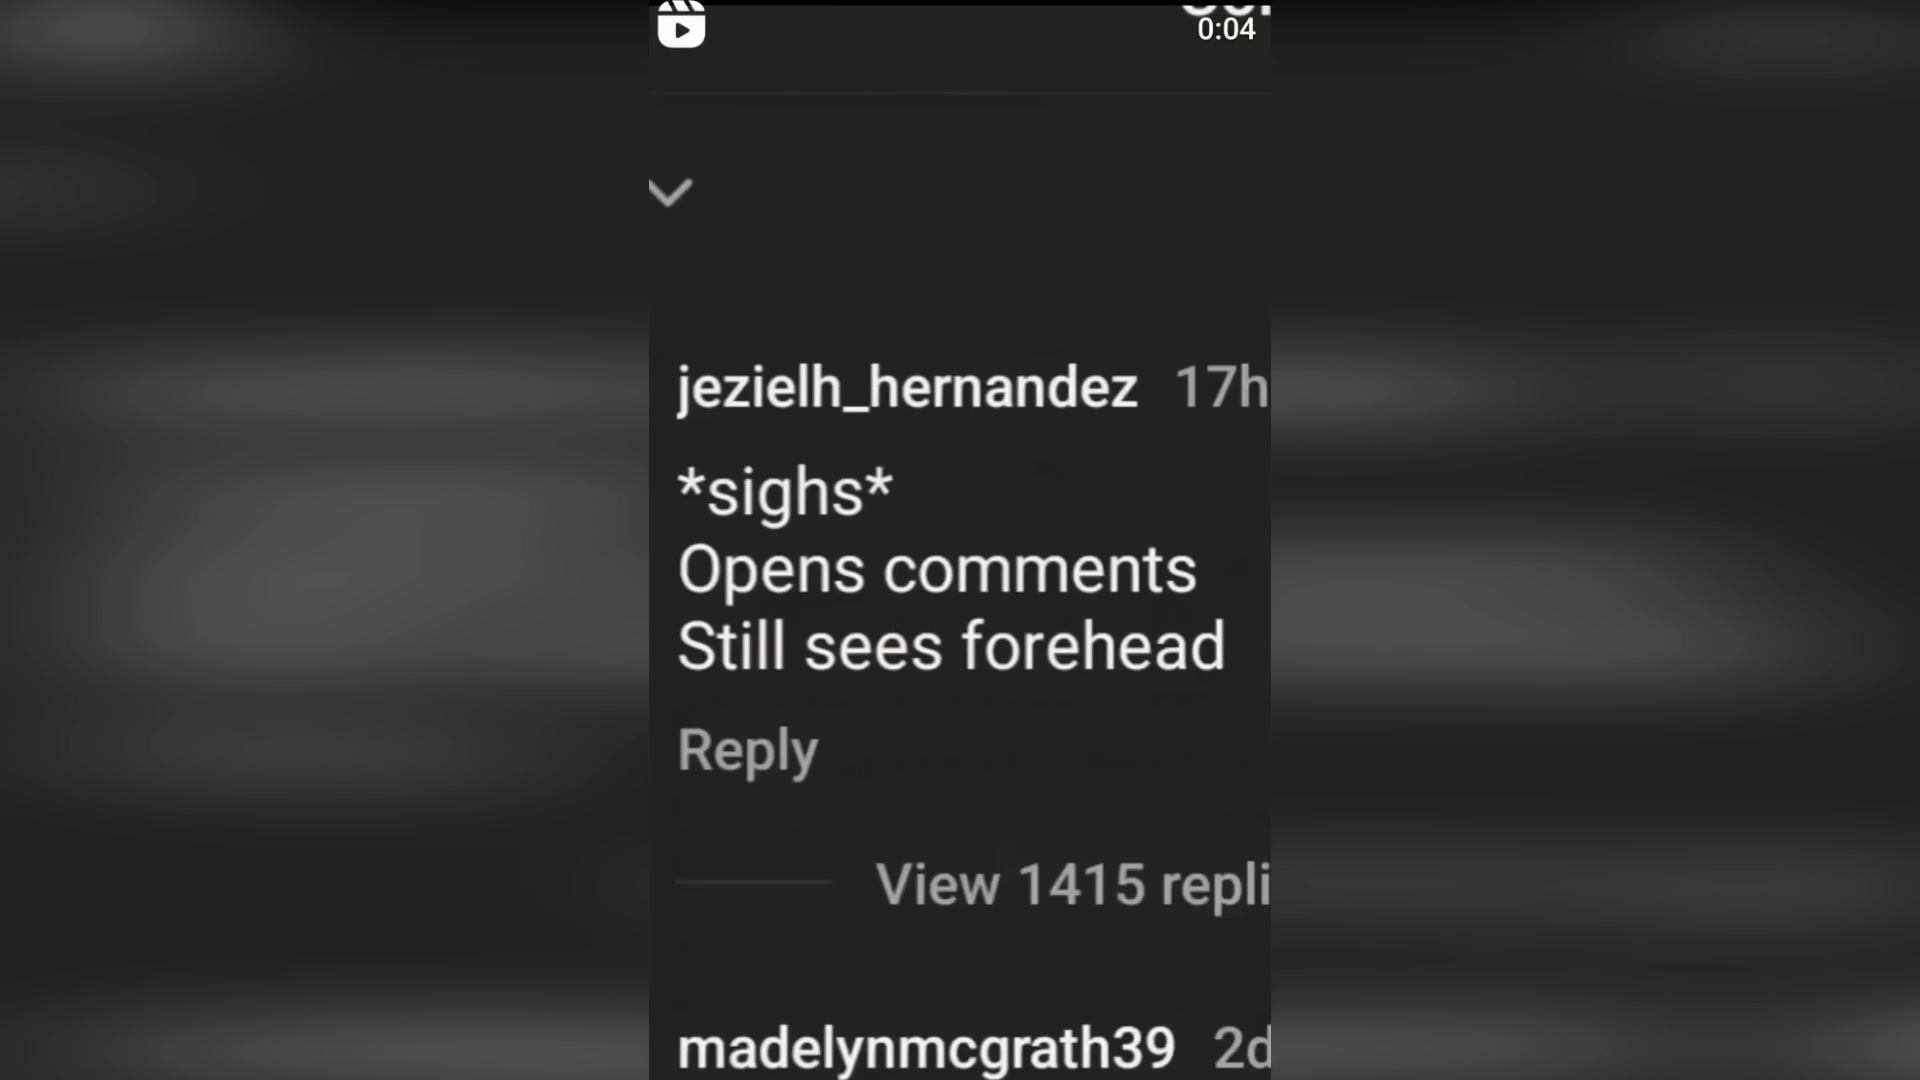 0:04
jezielh_hernandez 17h
*sighs*
Opens comments
Still sees forehead
Reply
View 1415 repli
madelynmcgrath39 2d